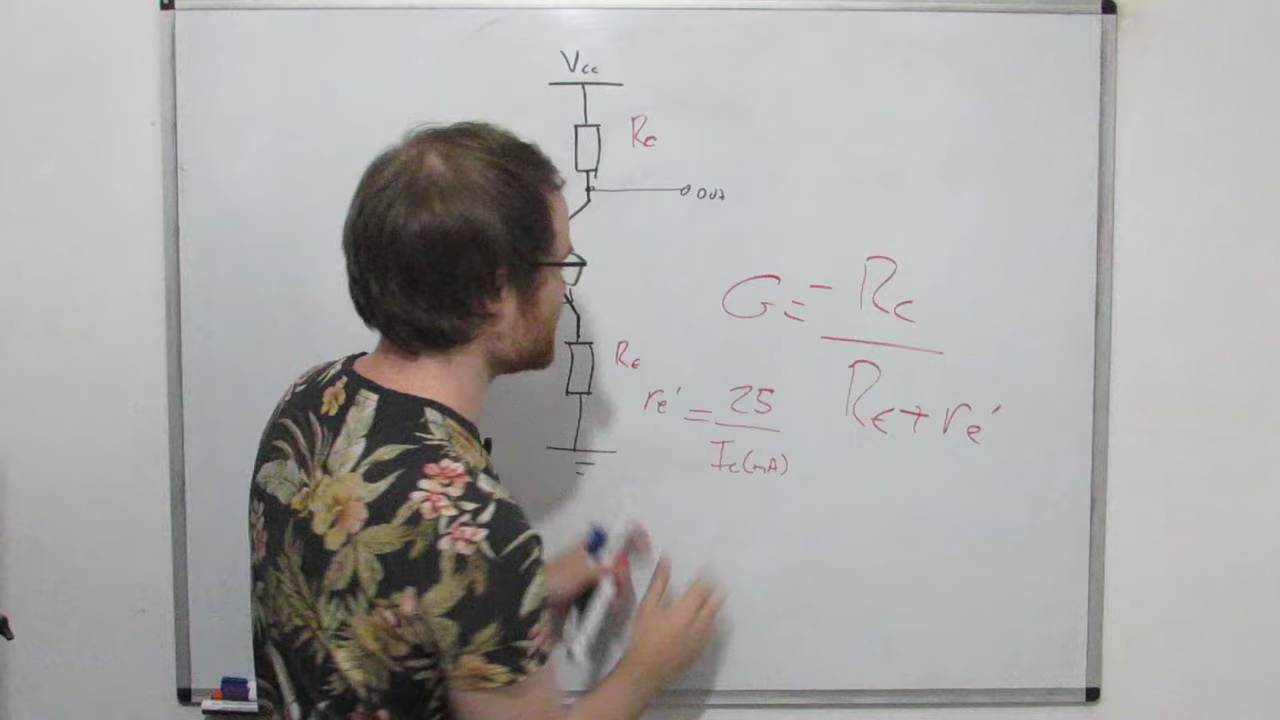 Vcc
Rc
OUT
G = -Rc
RE + re'
RE
re' = 25
Ic(mA)